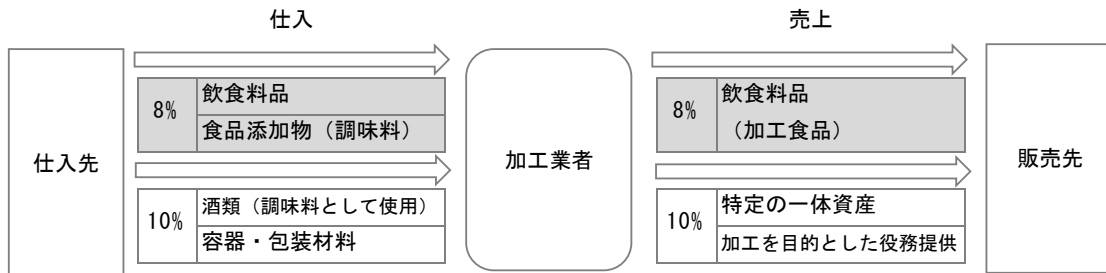 仕入
売上
仕入先
8%
飲食料品
食品添加物（調味料）
10%
酒類（調味料として使用）
容器・包装材料
加工業者
8%
飲食料品
（加工食品）
10%
特定の一体資産
加工を目的とした役務提供
販売先